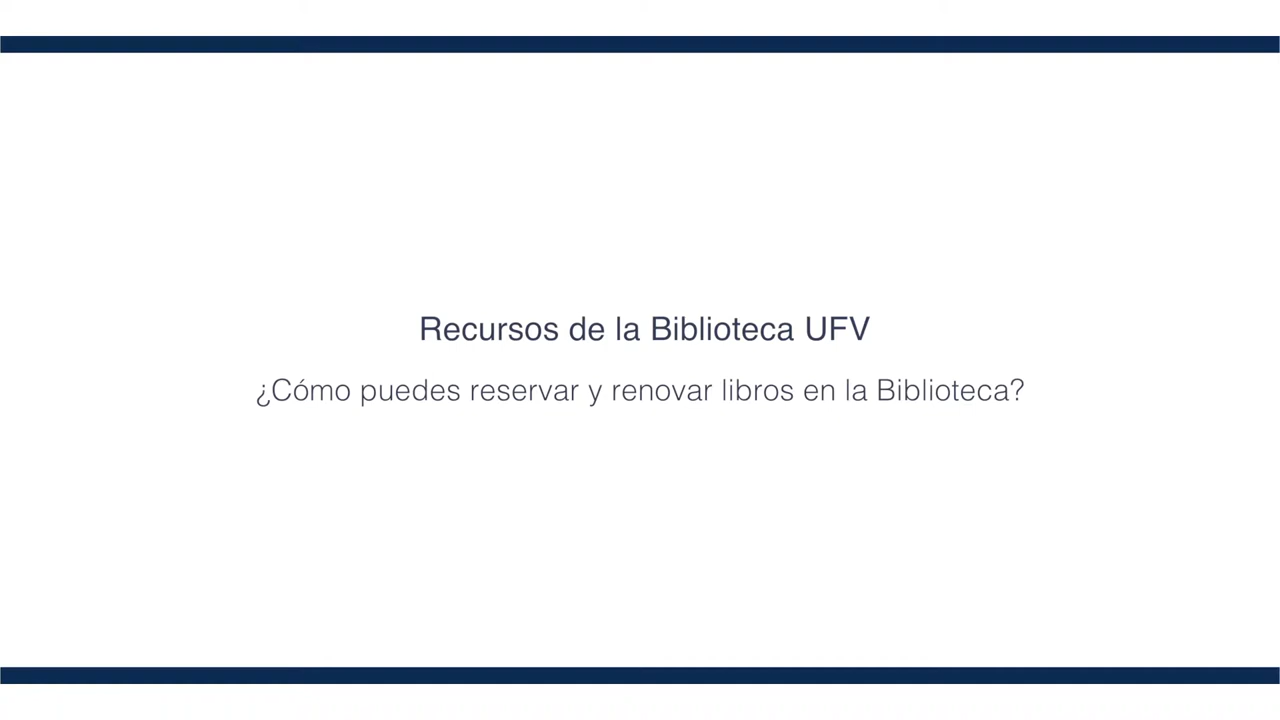 Recursos de la Biblioteca UFV
¿Cómo puedes reservar y renovar libros en la Biblioteca?